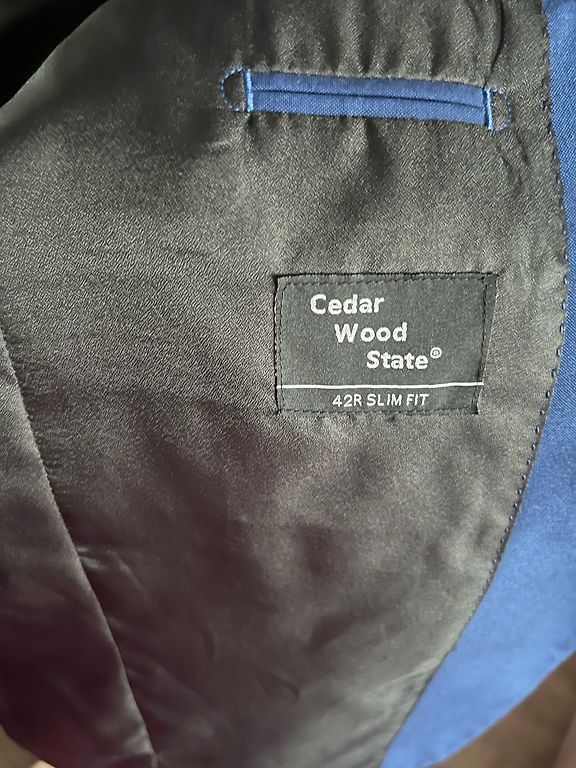 Cedar
Wood
State®
42R SLIM FIT